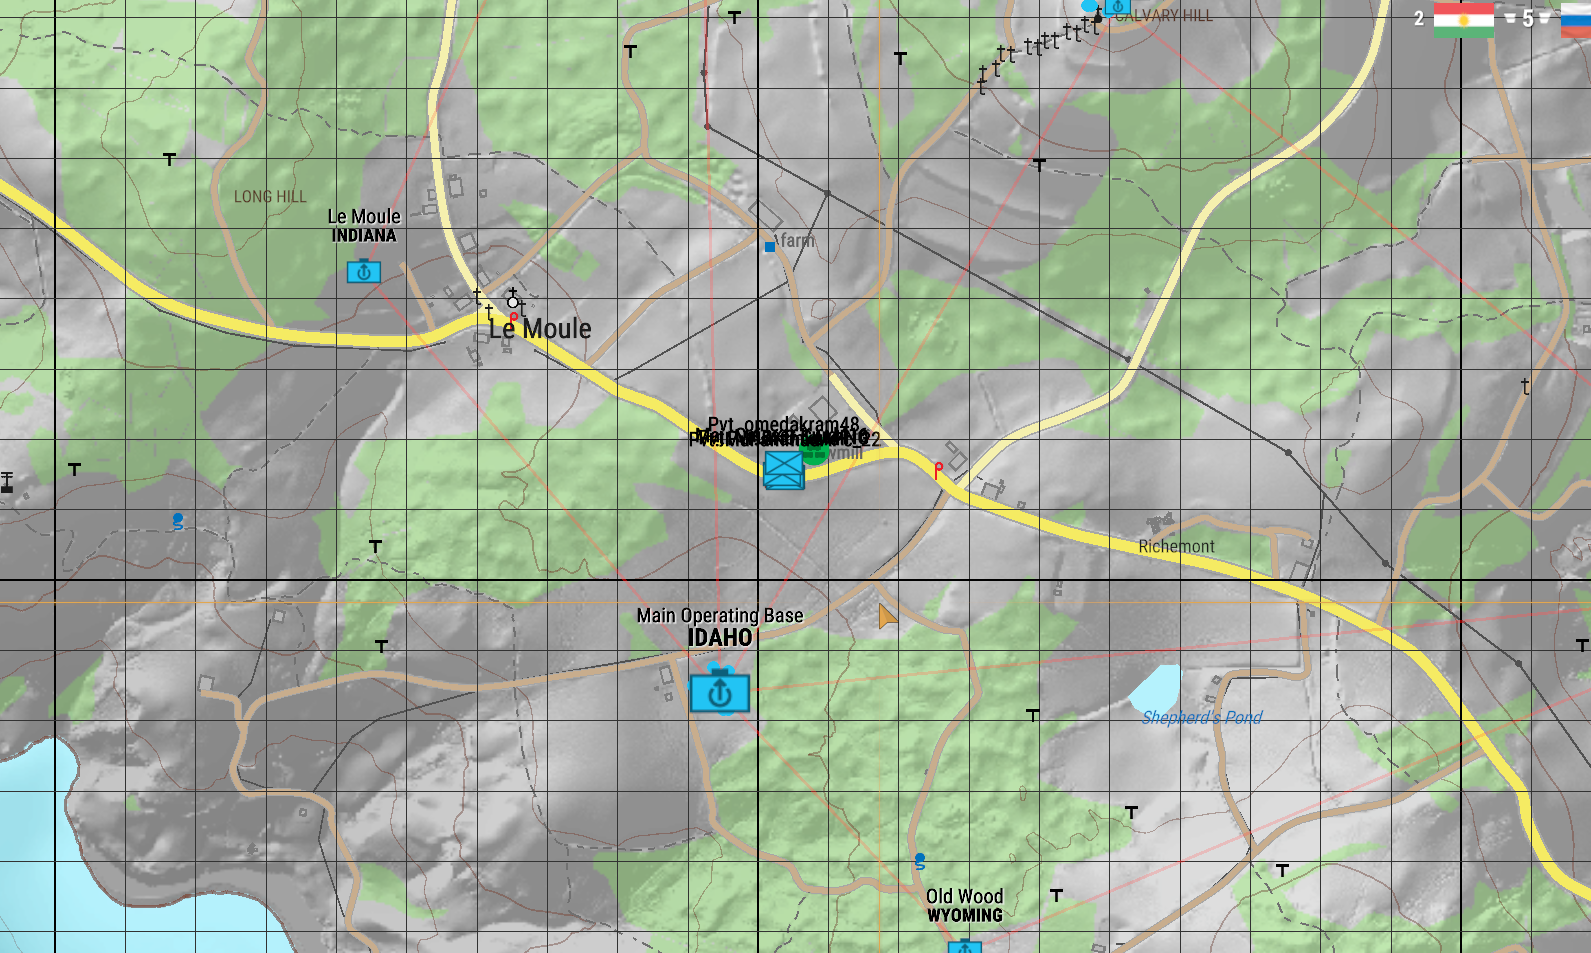 CALVARY HILL
2
5
LONG HILL
Le Moule
INDIANA
farm
Le Moule
Pvt_omedakram48
Richemont
Main Operating Base
IDAHO
Shepherd's Pond
Old Wood
WYOMING